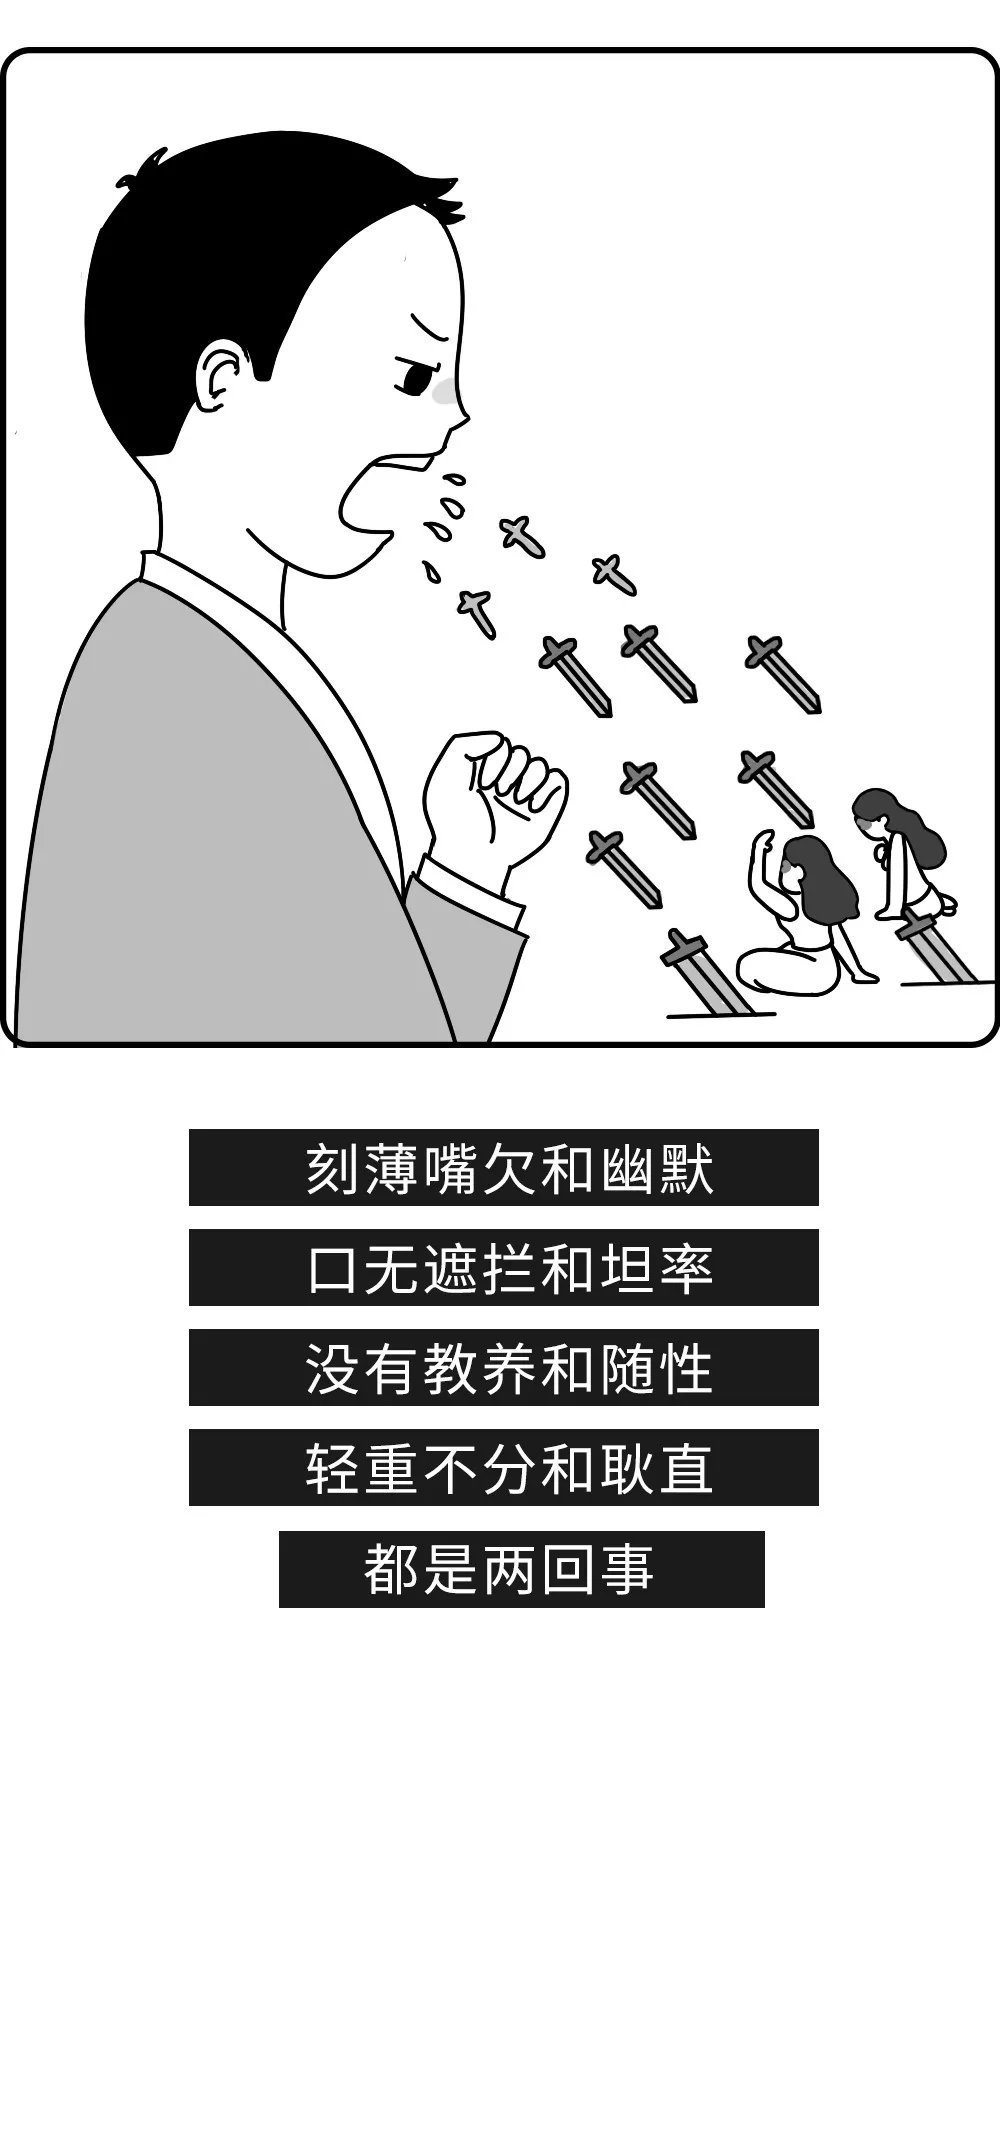 刻薄嘴欠和幽默
口无遮拦和坦率
没有教养和随性
轻重不分和耿直
都是两回事